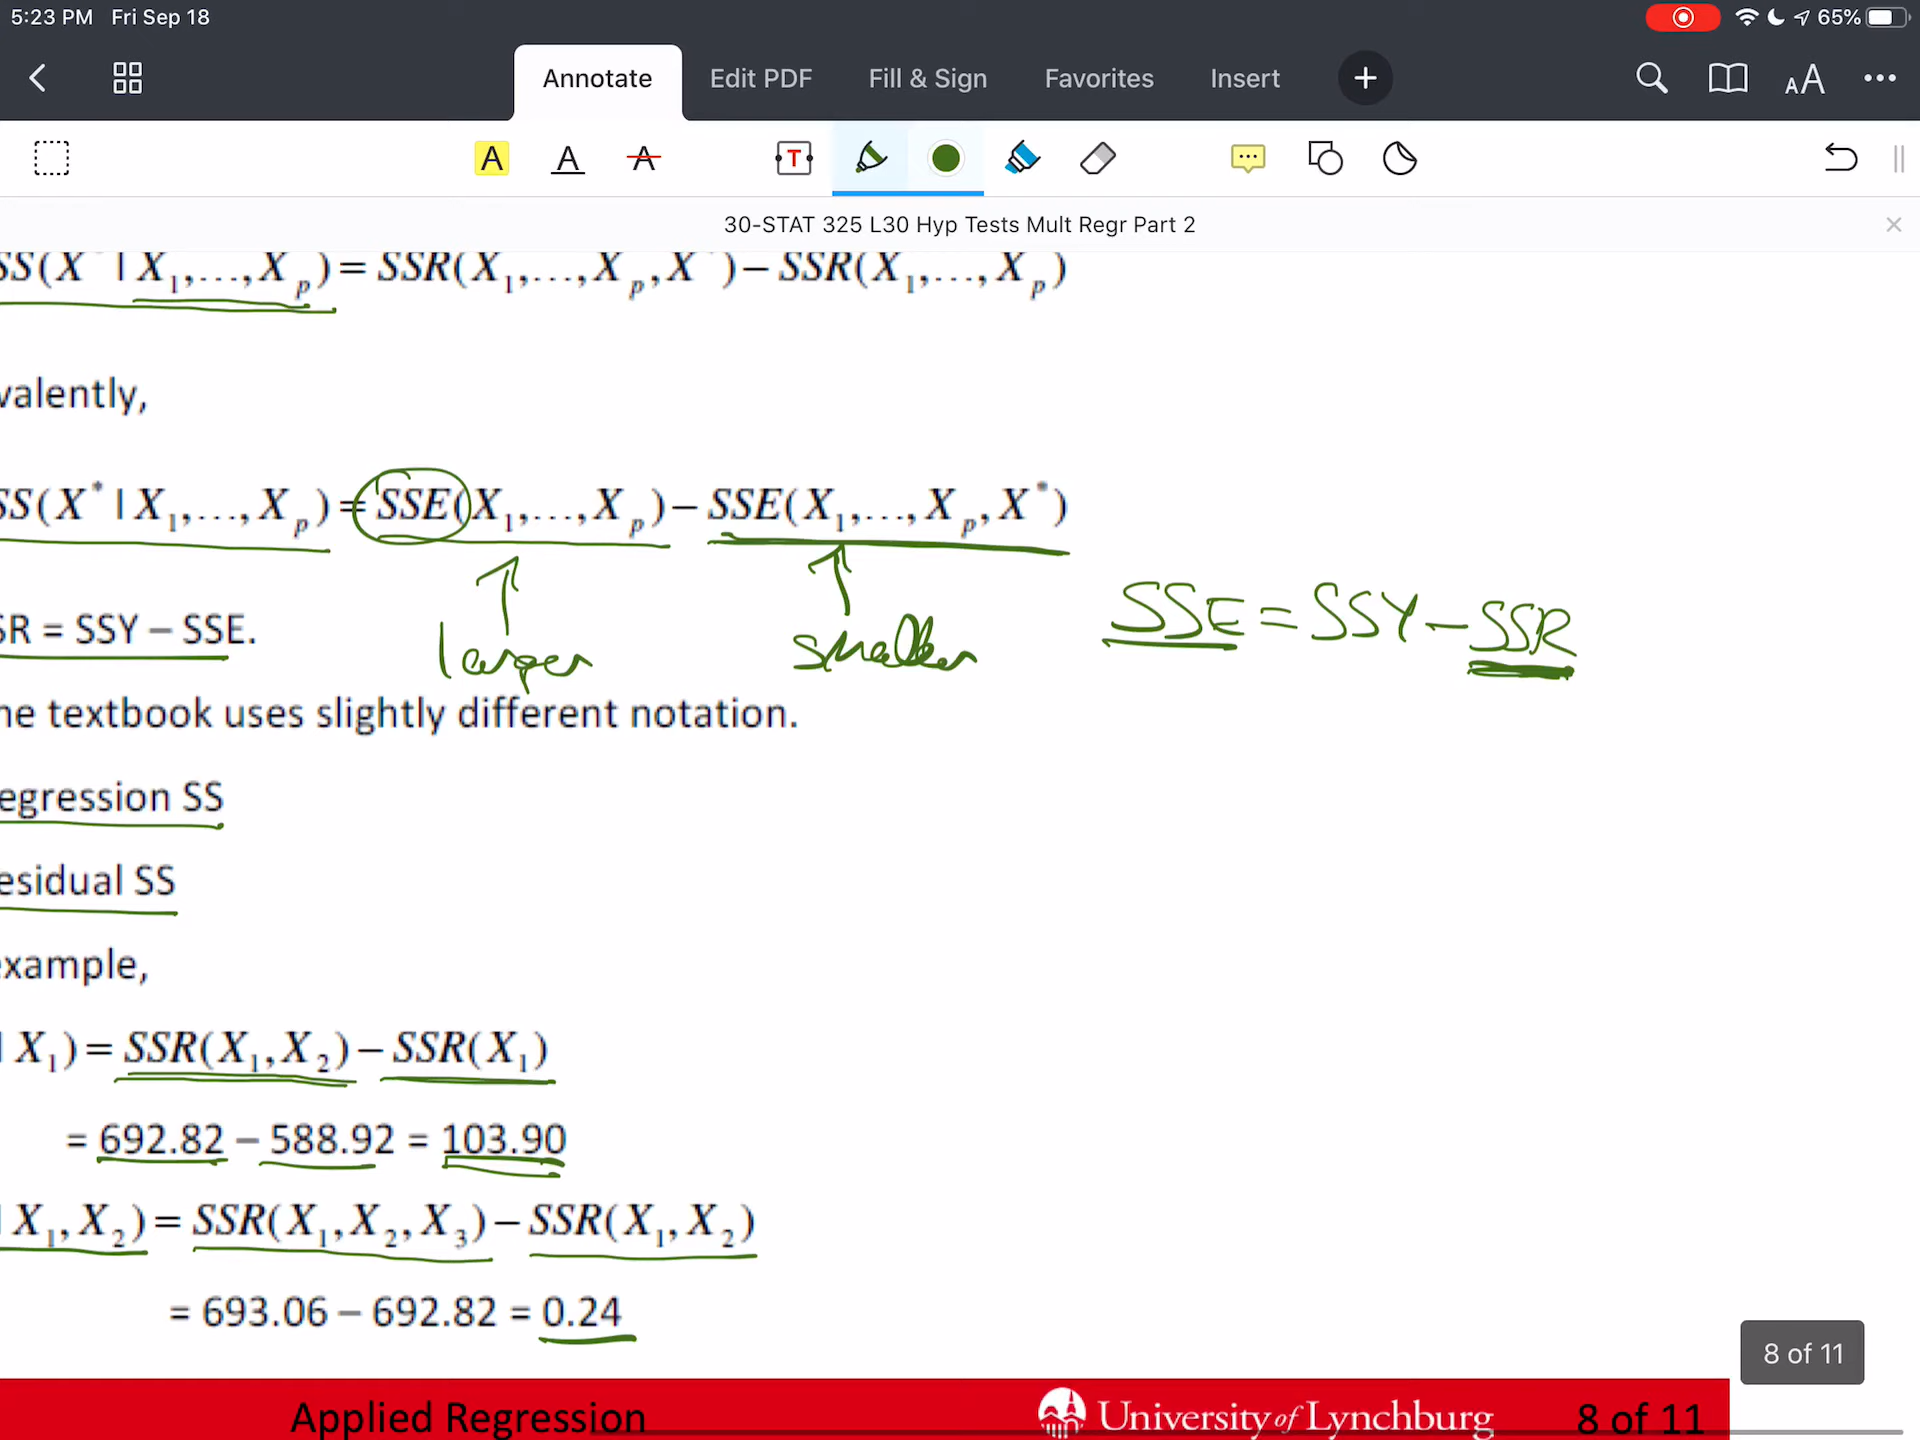 5:23 PM Fri Sep 18 65%
Annotate Edit PDF Fill & Sign Favorites Insert
30-STAT 325 L30 Hyp Tests Mult Regr Part 2
SS(X* | X₁,…,Xₚ) = SSR(X₁,…,Xₚ,X*) − SSR(X₁,…,Xₚ)
valently,
SS(X* | X₁,…,Xₚ) = SSE(X₁,…,Xₚ) − SSE(X₁,…,Xₚ,X*)
larger smaller
SSE = SSY − SSR
SR = SSY – SSE.
he textbook uses slightly different notation.
egression SS
esidual SS
example,
| X₁) = SSR(X₁,X₂) − SSR(X₁)
= 692.82 – 588.92 = 103.90
| X₁,X₂) = SSR(X₁,X₂,X₃) − SSR(X₁,X₂)
= 693.06 – 692.82 = 0.24
8 of 11
Applied Regression University of Lynchburg 8 of 11